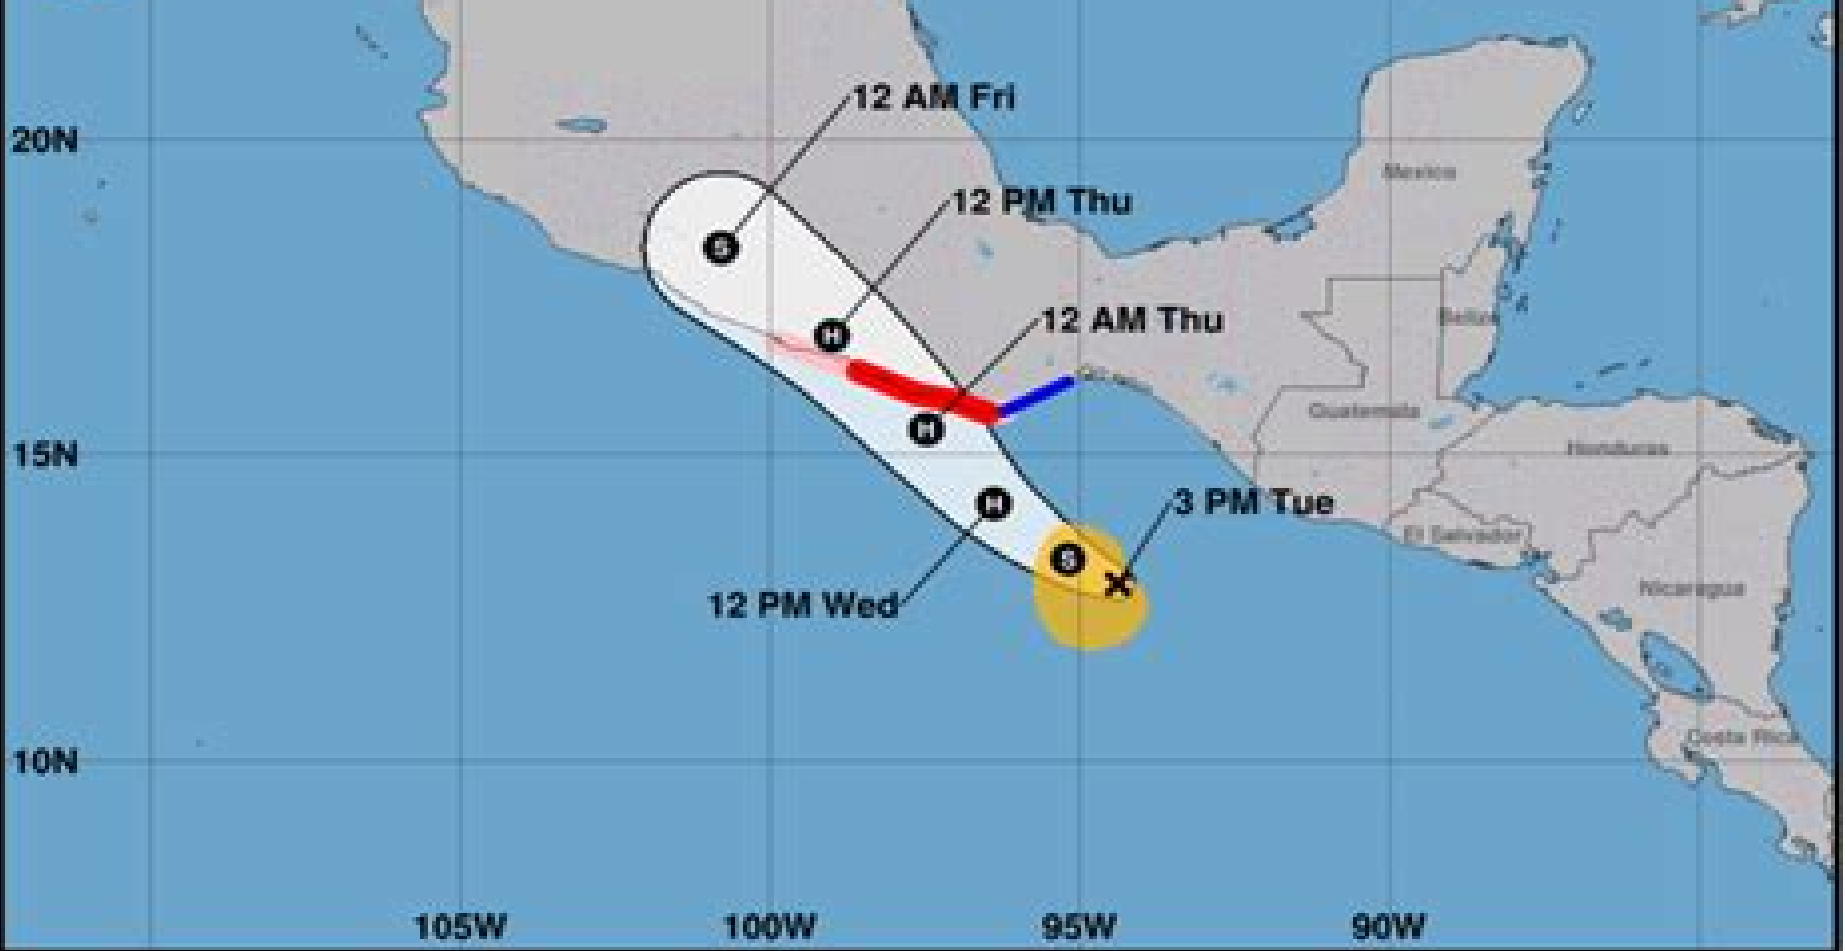 12 AM Fri
20N
Mexico
12 PM Thu
S
12 AM Thu
Belize
H
Guatemala
H
Honduras
15N
H
3 PM Tue
El Salvador
S
X
Nicaragua
12 PM Wed
Costa Rica
10N
105W
100W
95W
90W